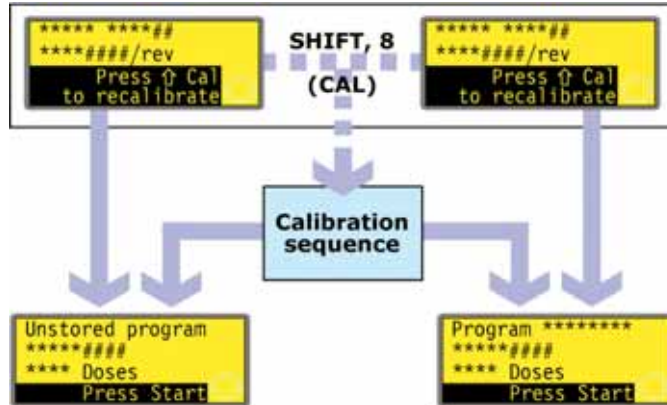 ***** ****##
****####/rev
Press ⇧ Cal
to recalibrate
SHIFT, 8
(CAL)
***** ****##
****####/rev
Press ⇧ Cal
to recalibrate
Calibration
sequence
Unstored program
*****####
**** Doses
Press Start
Program ********
*****####
**** Doses
Press Start